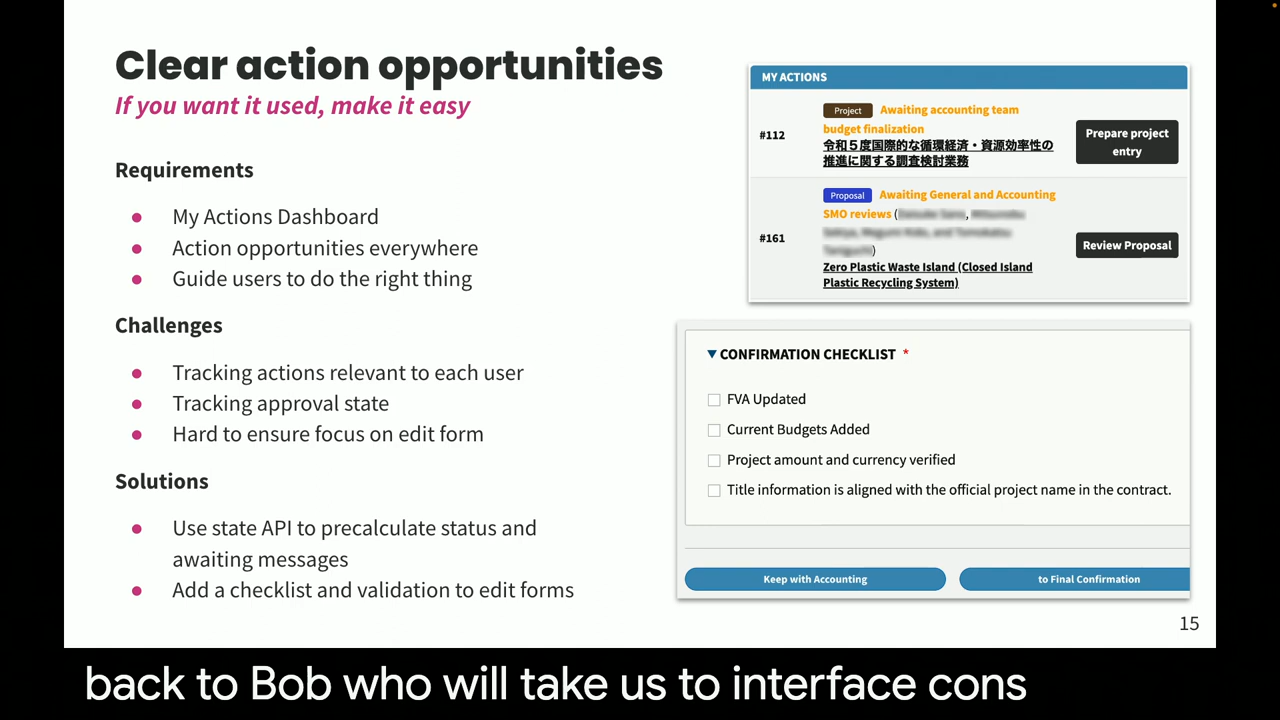 Clear action opportunities
If you want it used, make it easy
Requirements
My Actions Dashboard
Action opportunities everywhere
Guide users to do the right thing
Challenges
Tracking actions relevant to each user
Tracking approval state
Hard to ensure focus on edit form
Solutions
Use state API to precalculate status and
awaiting messages
Add a checklist and validation to edit forms
MY ACTIONS
#112
Project Awaiting accounting team
budget finalization
令和５度国際的な循環経済・資源効率性の
推進に関する調査検討業務
Prepare project
entry
#161
Proposal Awaiting General and Accounting
SMO reviews (
)
Zero Plastic Waste Island (Closed Island
Plastic Recycling System)
Review Proposal
▼ CONFIRMATION CHECKLIST *
FVA Updated
Current Budgets Added
Project amount and currency verified
Title information is aligned with the official project name in the contract.
Keep with Accounting
to Final Confirmation
15
back to Bob who will take us to interface cons